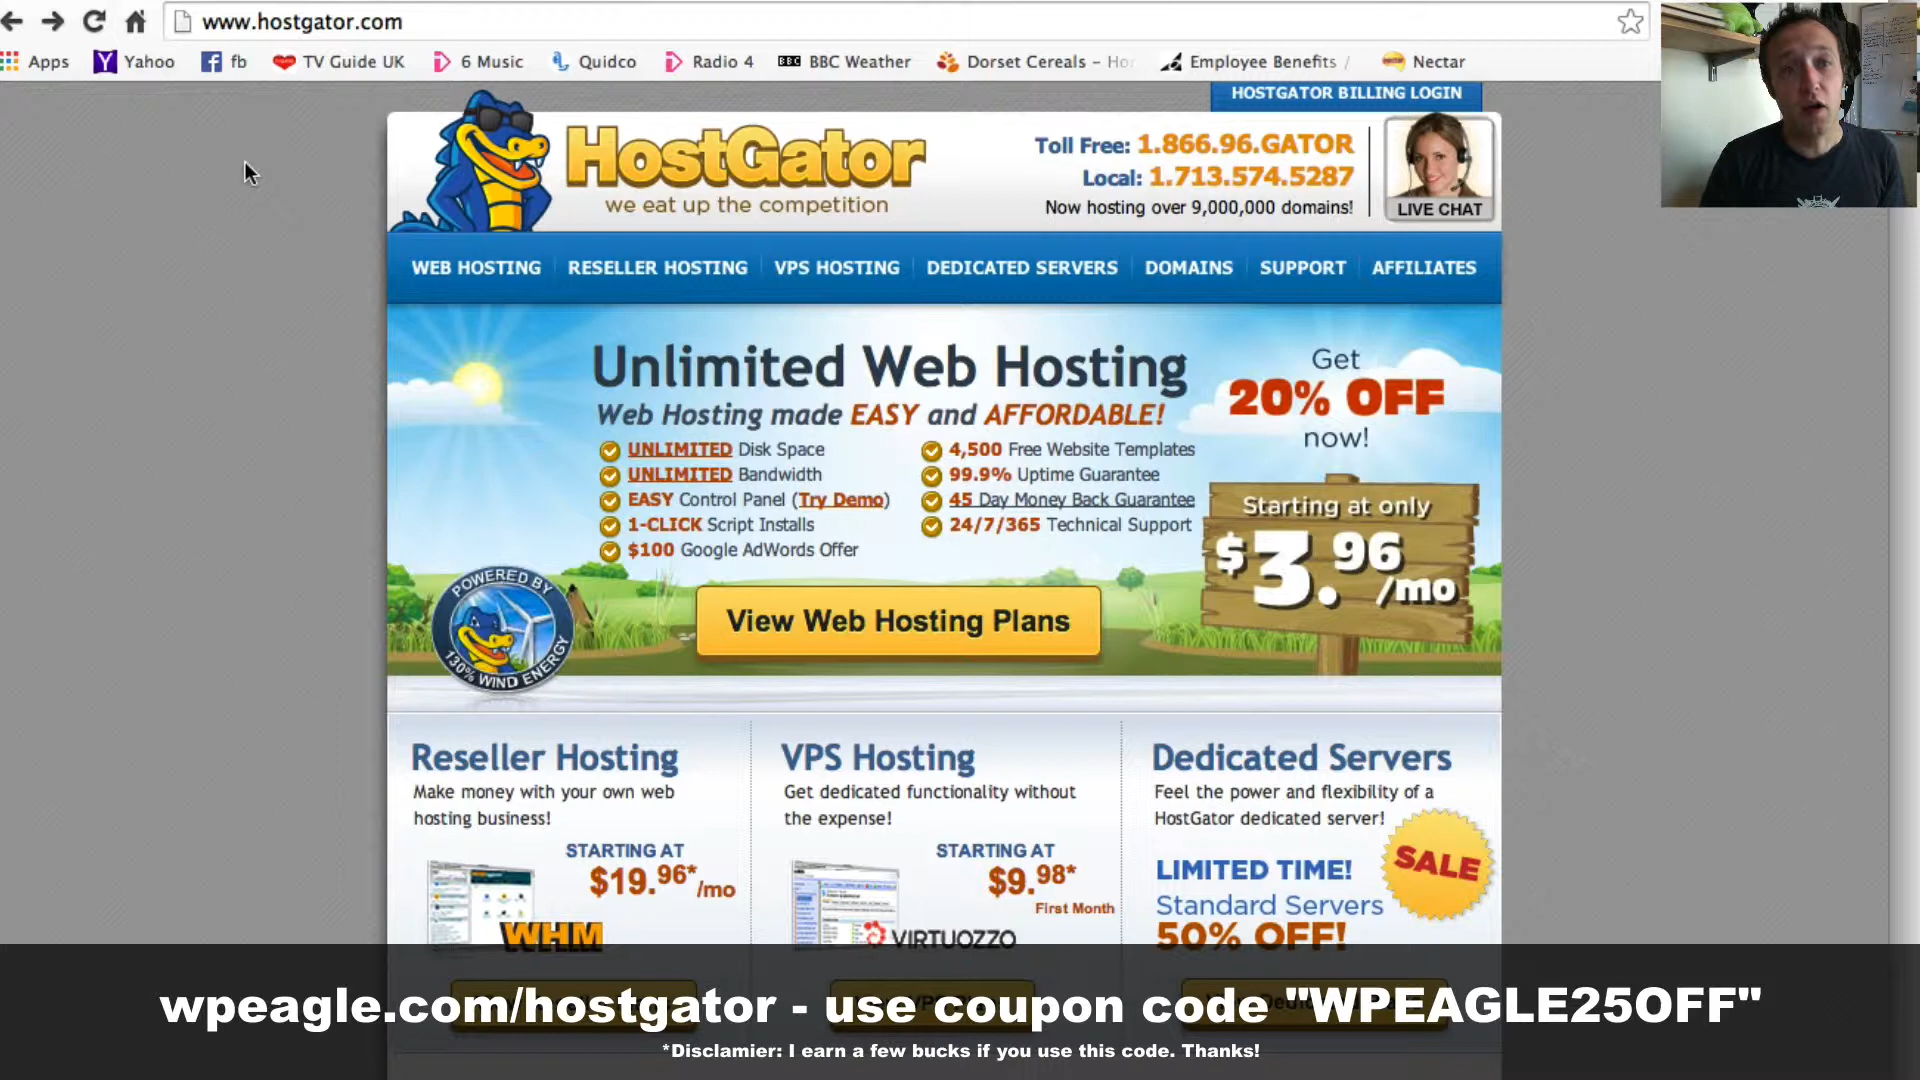 www.hostgator.com
Apps Yahoo fb TV Guide UK 6 Music Quidco Radio 4 BBC BBC Weather Dorset Cereals – Ho Employee Benefits / Nectar
HOSTGATOR BILLING LOGIN
HostGator
we eat up the competition
Toll Free: 1.866.96.GATOR
Local: 1.713.574.5287
Now hosting over 9,000,000 domains!
LIVE CHAT
WEB HOSTING RESELLER HOSTING VPS HOSTING DEDICATED SERVERS DOMAINS SUPPORT AFFILIATES
Unlimited Web Hosting
Web Hosting made EASY and AFFORDABLE!
UNLIMITED Disk Space
UNLIMITED Bandwidth
EASY Control Panel (Try Demo)
1-CLICK Script Installs
$100 Google AdWords Offer
4,500 Free Website Templates
99.9% Uptime Guarantee
45 Day Money Back Guarantee
24/7/365 Technical Support
Get
20% OFF
now!
Starting at only
$3.96
/mo
POWERED BY
130% WIND ENERGY
View Web Hosting Plans
Reseller Hosting
Make money with your own web
hosting business!
STARTING AT
$19.96*/mo
WHM
VPS Hosting
Get dedicated functionality without
the expense!
STARTING AT
$9.98*
First Month
VIRTUOZZO
Dedicated Servers
Feel the power and flexibility of a
HostGator dedicated server!
LIMITED TIME!
Standard Servers
50% OFF!
SALE
wpeagle.com/hostgator - use coupon code "WPEAGLE25OFF"
*Disclamier: I earn a few bucks if you use this code. Thanks!